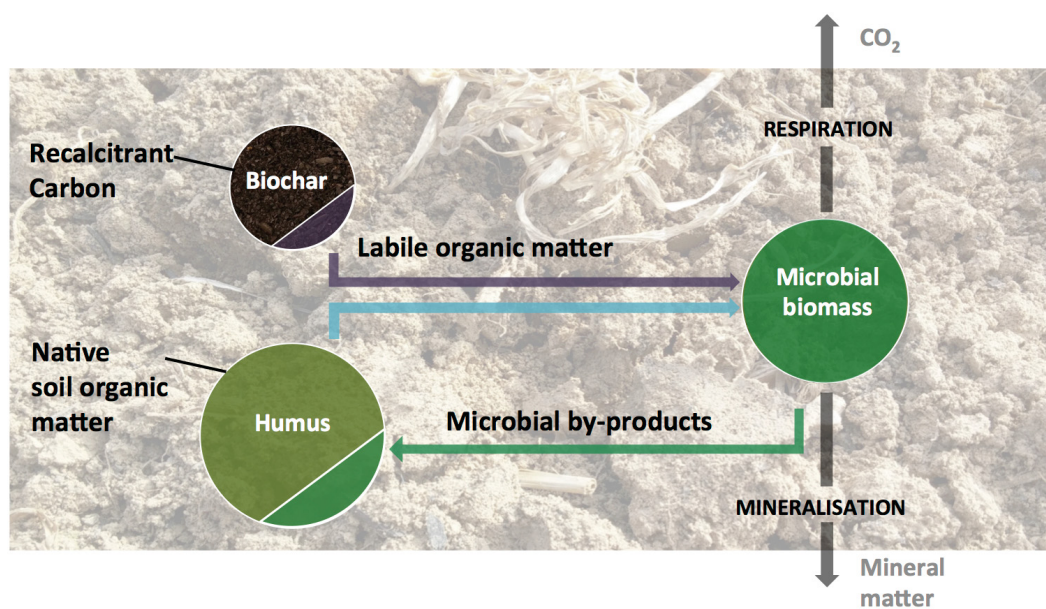 CO₂
RESPIRATION
Recalcitrant
Carbon
Biochar
Labile organic matter
Microbial
biomass
Native
soil organic
matter
Humus
Microbial by-products
MINERALISATION
Mineral
matter